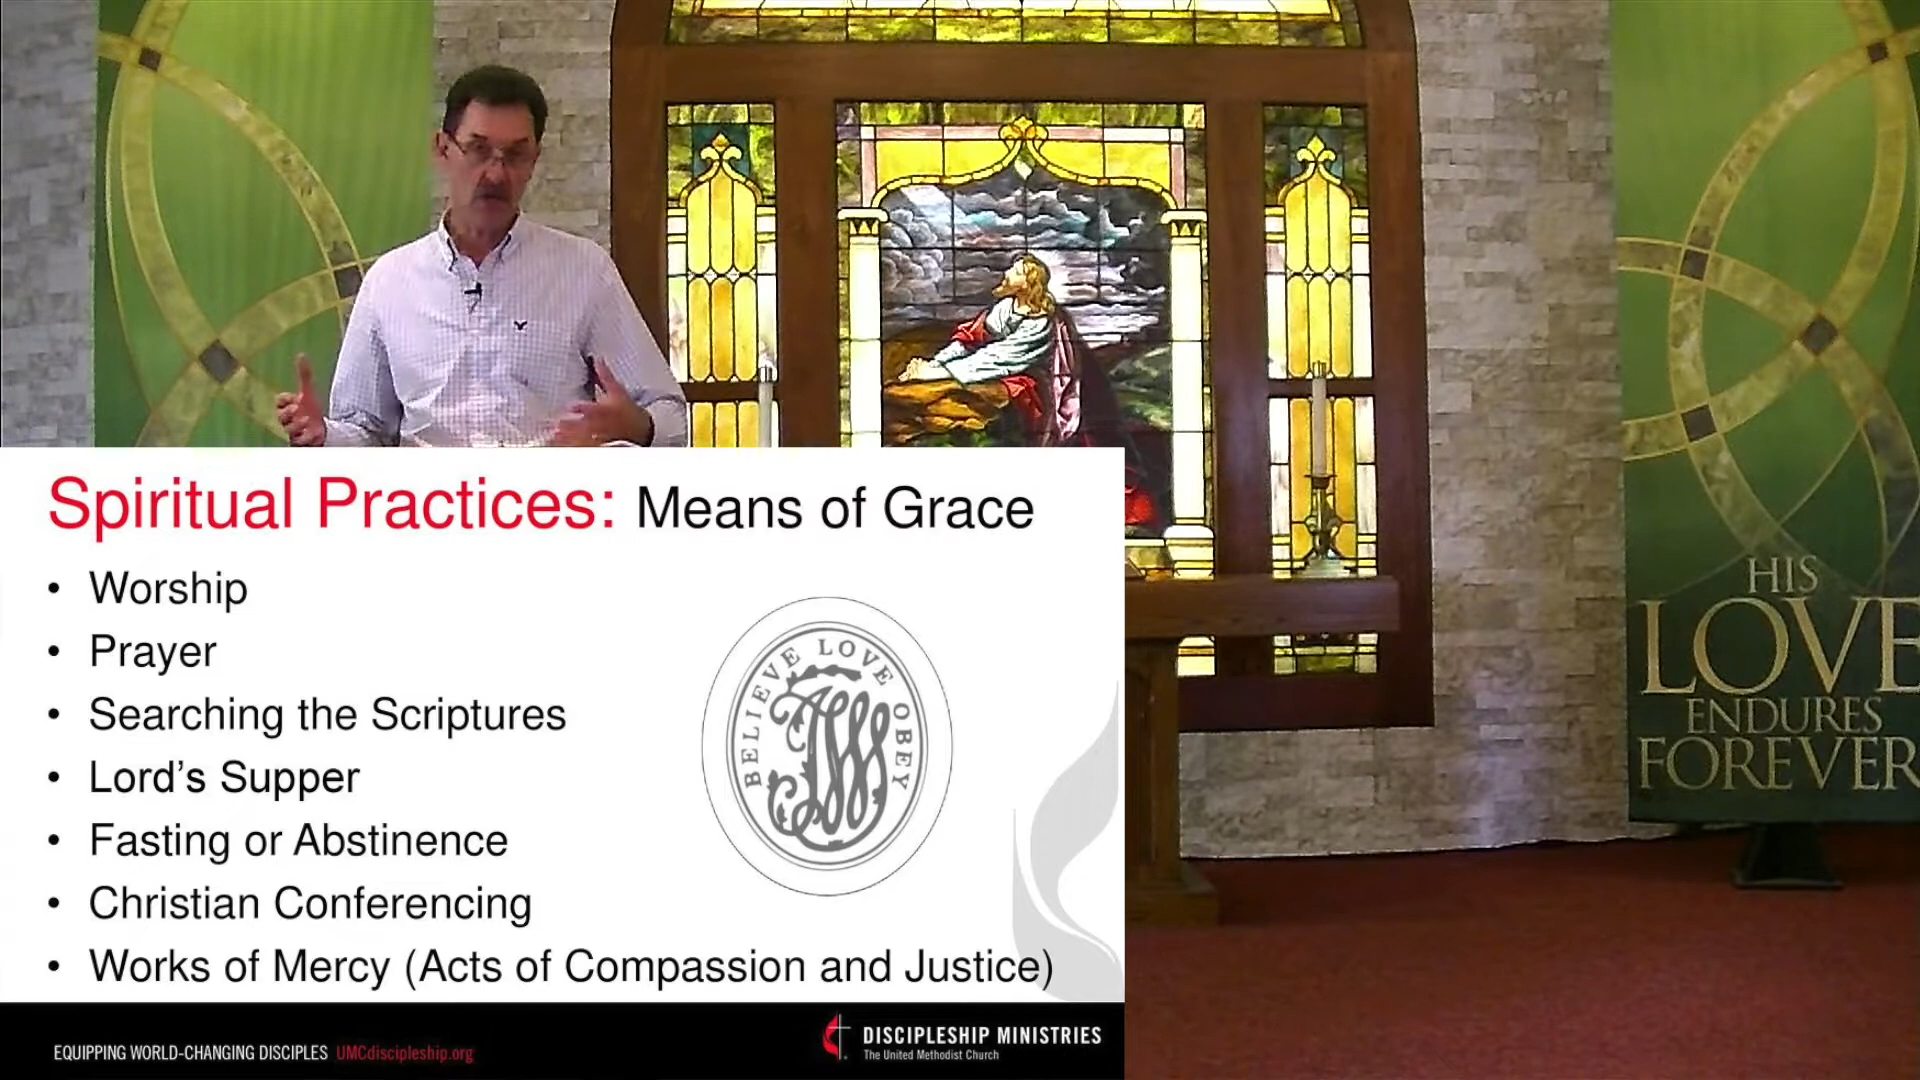 Spiritual Practices: Means of Grace
• Worship
• Prayer
• Searching the Scriptures
• Lord’s Supper
• Fasting or Abstinence
• Christian Conferencing
• Works of Mercy (Acts of Compassion and Justice)
BELIEVE LOVE OBEY
EQUIPPING WORLD-CHANGING DISCIPLES UMCdiscipleship.org
DISCIPLESHIP MINISTRIES
The United Methodist Church
HIS
LOVE
ENDURES
FOREVER